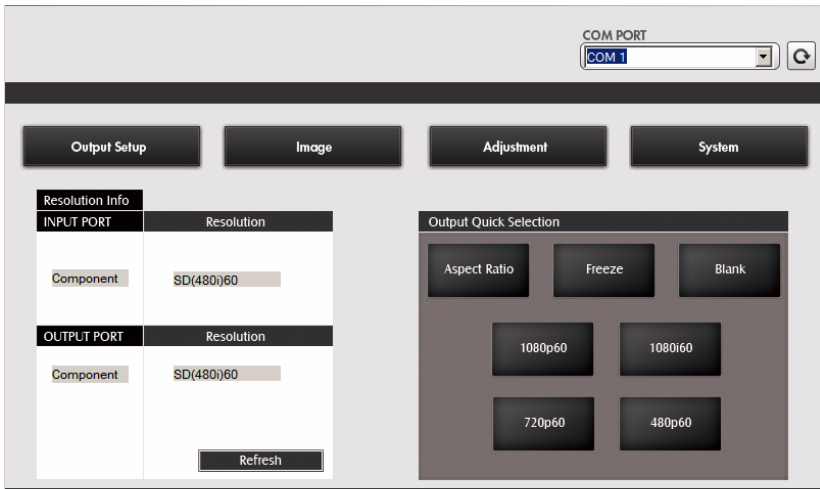 COM PORT
COM 1
Output Setup
Image
Adjustment
System
Resolution Info
INPUT PORT
Resolution
Component
SD(480i)60
OUTPUT PORT
Resolution
Component
SD(480i)60
Refresh
Output Quick Selection
Aspect Ratio
Freeze
Blank
1080p60
1080i60
720p60
480p60